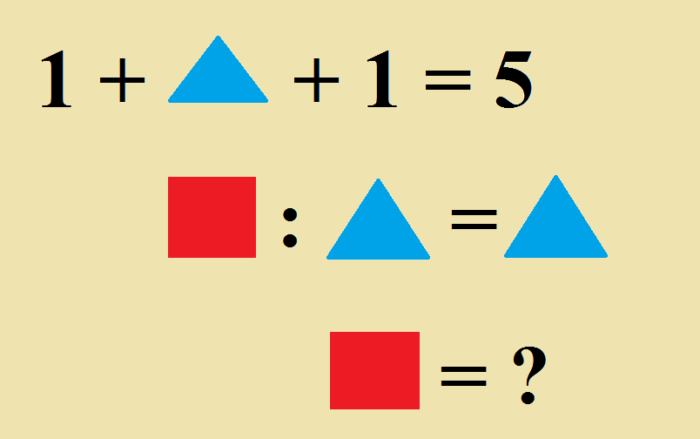 1 + + 1 = 5
: =
= ?